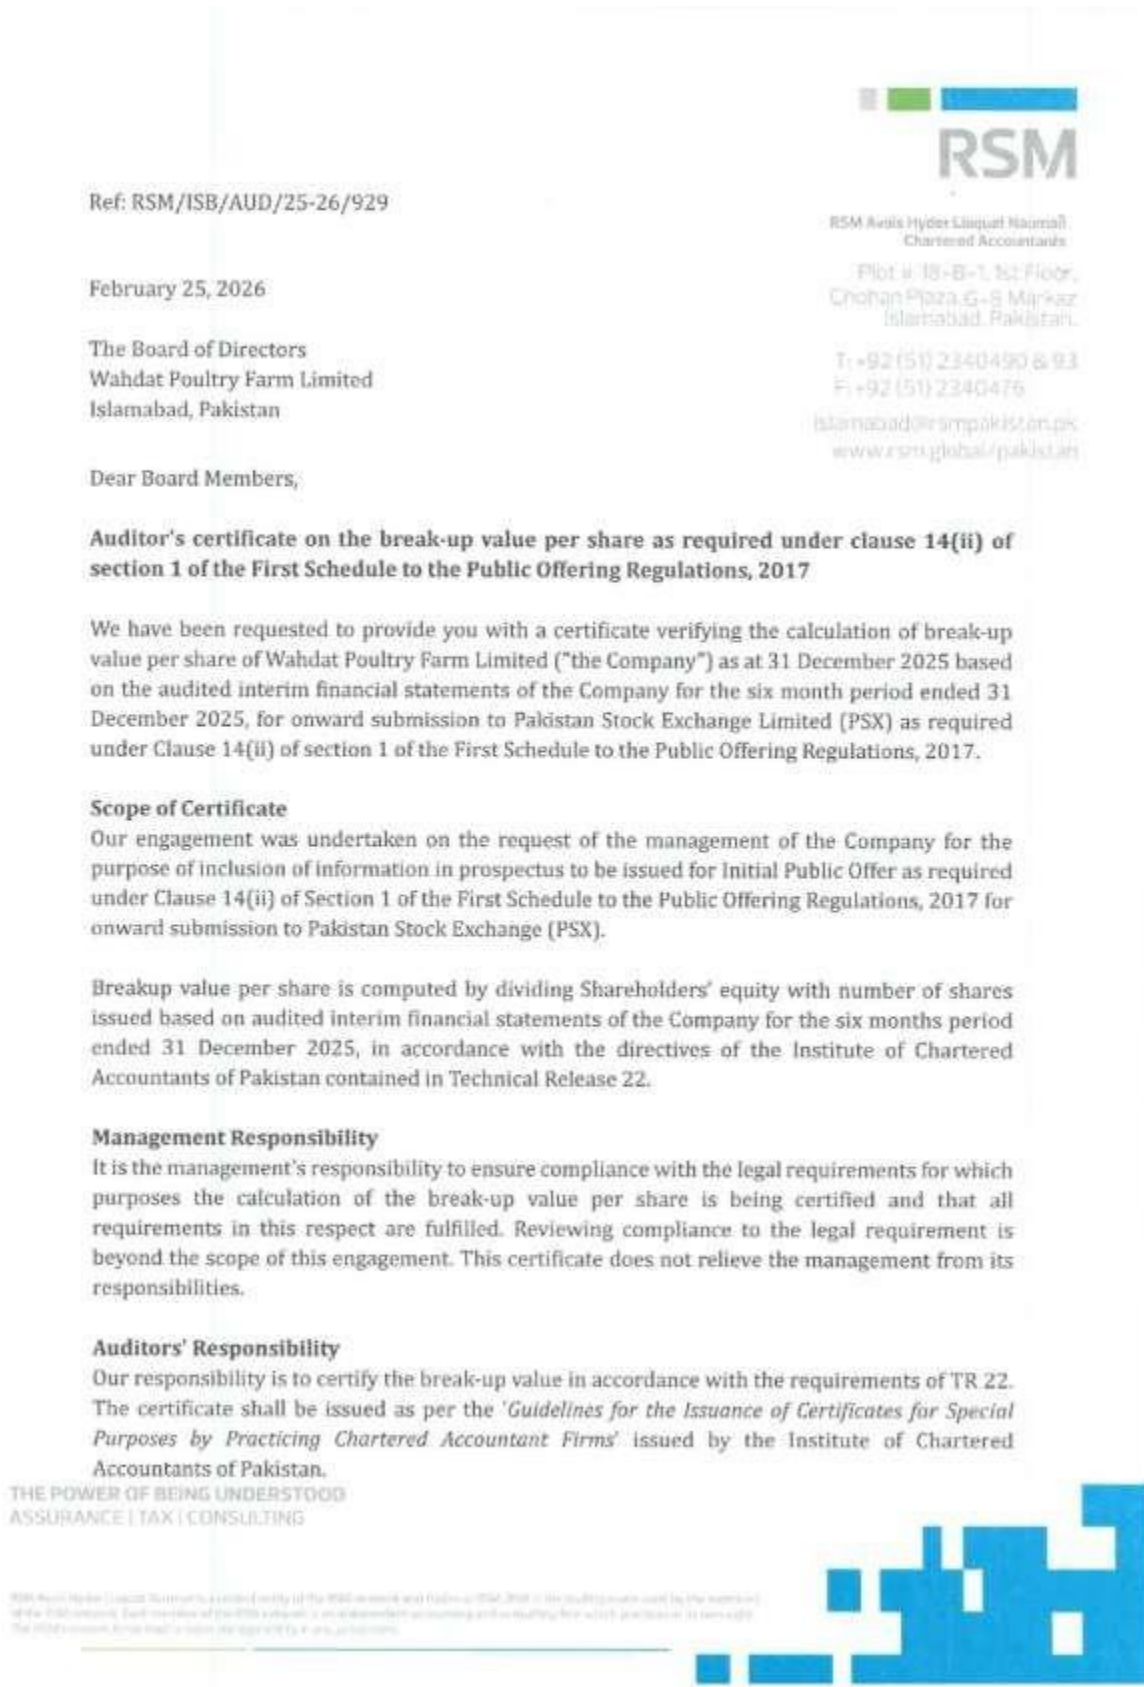 RSM
Ref: RSM/ISB/AUD/25-26/929
RSM Avais Hyder Liaquat Nauman
Chartered Accountants
Plot # 18-B-1, 1st Floor,
Chohan Plaza, G-8 Markaz
Islamabad, Pakistan.
T: +92 (51) 2340490 & 93
F: +92 (51) 2340476
islamabad@rsmpakistan.pk
www.rsm.global/pakistan
February 25, 2026
The Board of Directors
Wahdat Poultry Farm Limited
Islamabad, Pakistan
Dear Board Members,
Auditor's certificate on the break-up value per share as required under clause 14(ii) of
section 1 of the First Schedule to the Public Offering Regulations, 2017
We have been requested to provide you with a certificate verifying the calculation of break-up
value per share of Wahdat Poultry Farm Limited ("the Company") as at 31 December 2025 based
on the audited interim financial statements of the Company for the six month period ended 31
December 2025, for onward submission to Pakistan Stock Exchange Limited (PSX) as required
under Clause 14(ii) of section 1 of the First Schedule to the Public Offering Regulations, 2017.
Scope of Certificate
Our engagement was undertaken on the request of the management of the Company for the
purpose of inclusion of information in prospectus to be issued for Initial Public Offer as required
under Clause 14(ii) of Section 1 of the First Schedule to the Public Offering Regulations, 2017 for
onward submission to Pakistan Stock Exchange (PSX).
Breakup value per share is computed by dividing Shareholders' equity with number of shares
issued based on audited interim financial statements of the Company for the six months period
ended 31 December 2025, in accordance with the directives of the Institute of Chartered
Accountants of Pakistan contained in Technical Release 22.
Management Responsibility
It is the management's responsibility to ensure compliance with the legal requirements for which
purposes the calculation of the break-up value per share is being certified and that all
requirements in this respect are fulfilled. Reviewing compliance to the legal requirement is
beyond the scope of this engagement. This certificate does not relieve the management from its
responsibilities.
Auditors' Responsibility
Our responsibility is to certify the break-up value in accordance with the requirements of TR 22.
The certificate shall be issued as per the 'Guidelines for the Issuance of Certificates for Special
Purposes by Practicing Chartered Accountant Firms' issued by the Institute of Chartered
Accountants of Pakistan.
THE POWER OF BEING UNDERSTOOD
ASSURANCE | TAX | CONSULTING